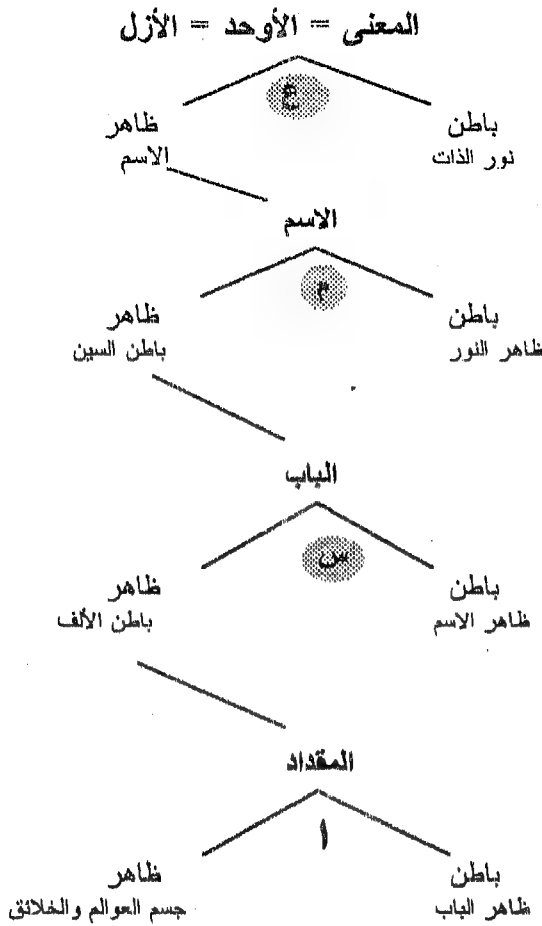 المعنى = الأوحد = الأزل
ع
باطن ظاهر
نور الذات الاسم
الاسم
م
باطن ظاهر
ظاهر النور باطن السين
الباب
س
باطن ظاهر
ظاهر الاسم باطن الألف
المقداد
ا
باطن ظاهر
ظاهر الباب جسم العوالم والخلائق